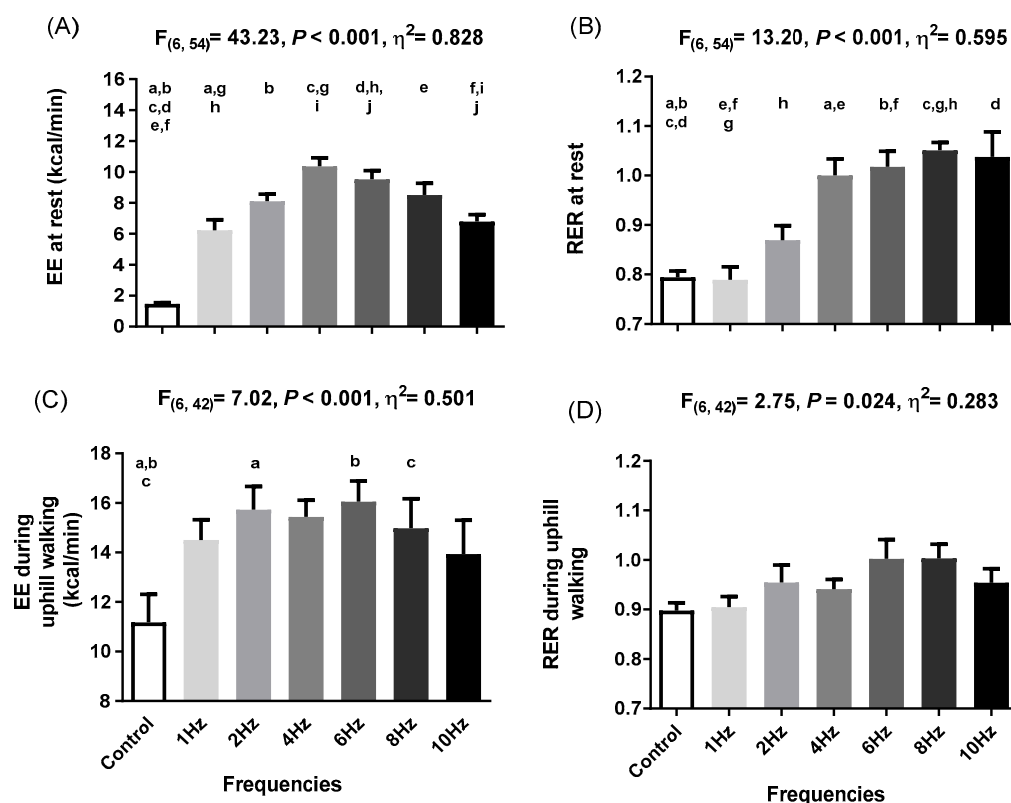 (A)
F(6, 54)= 43.23, P < 0.001, η²= 0.828
EE at rest (kcal/min)
16
14
12
10
8
6
4
2
0
a,b
c,d
e,f
a,g
h
b
c,g
i
d,h,
j
e
f,i
j
(B)
F(6, 54)= 13.20, P < 0.001, η²= 0.595
RER at rest
1.2
1.1
1.0
0.9
0.8
0.7
a,b
c,d
e,f
g
h
a,e
b,f
c,g,h
d
(C)
F(6, 42)= 7.02, P < 0.001, η²= 0.501
EE during
uphill walking
(kcal/min)
18
16
14
12
10
8
a,b
c
a
b
c
Control
1Hz
2Hz
4Hz
6Hz
8Hz
10Hz
Frequencies
(D)
F(6, 42)= 2.75, P = 0.024, η²= 0.283
RER during uphill
walking
1.2
1.1
1.0
0.9
0.8
0.7
Control
1Hz
2Hz
4Hz
6Hz
8Hz
10Hz
Frequencies